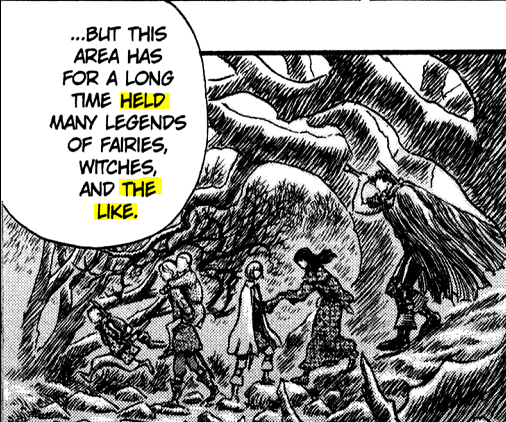 ...BUT THIS
AREA HAS
FOR A LONG
TIME HELD
MANY LEGENDS
OF FAIRIES,
WITCHES,
AND THE
LIKE.